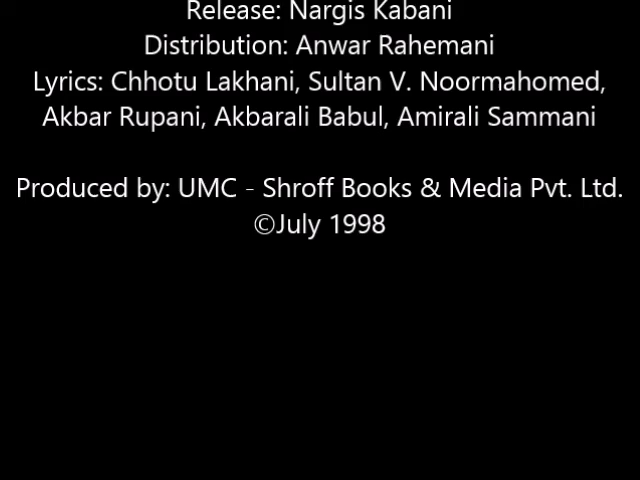 Release: Nargis Kabani
Distribution: Anwar Rahemani
Lyrics: Chhotu Lakhani, Sultan V. Noormahomed,
Akbar Rupani, Akbarali Babul, Amirali Sammani
Produced by: UMC - Shroff Books & Media Pvt. Ltd.
©July 1998